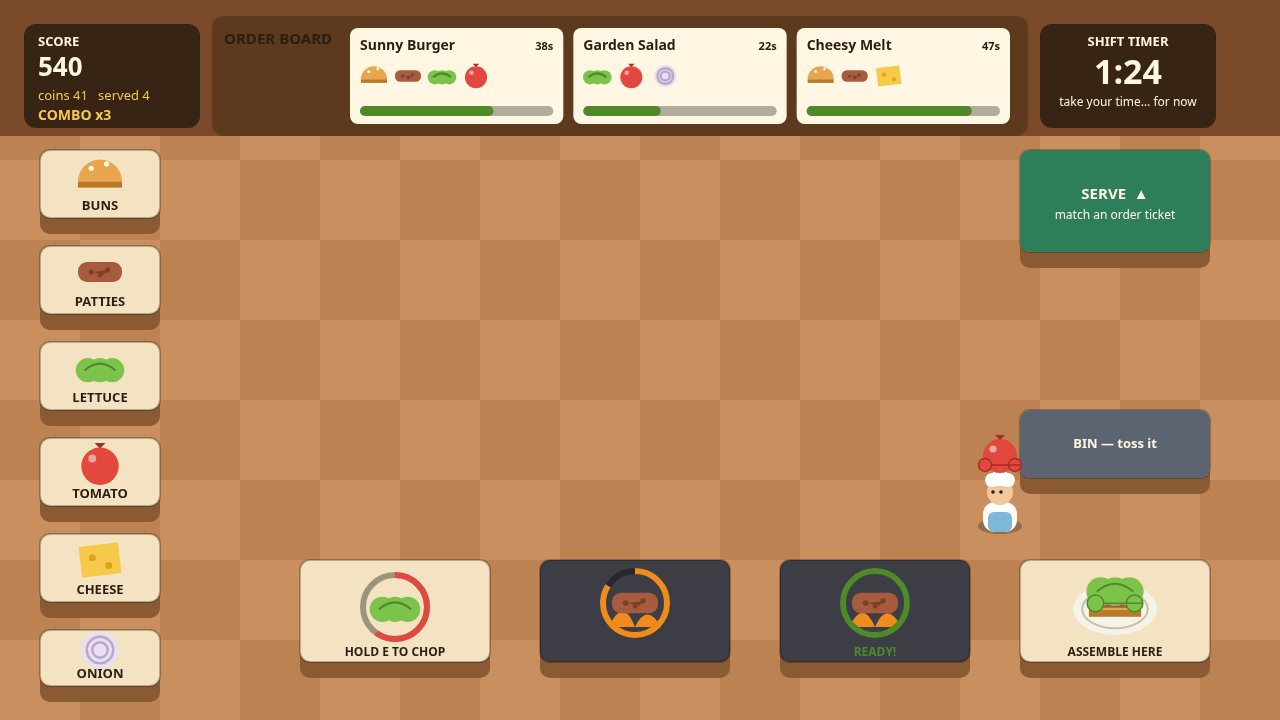 SCORE
540
coins 41 served 4
COMBO x3
ORDER BOARD
Sunny Burger 38s
Garden Salad 22s
Cheesy Melt 47s
SHIFT TIMER
1:24
take your time... for now
BUNS
PATTIES
LETTUCE
TOMATO
CHEESE
ONION
SERVE ▲
match an order ticket
BIN — toss it
HOLD E TO CHOP
READY!
ASSEMBLE HERE